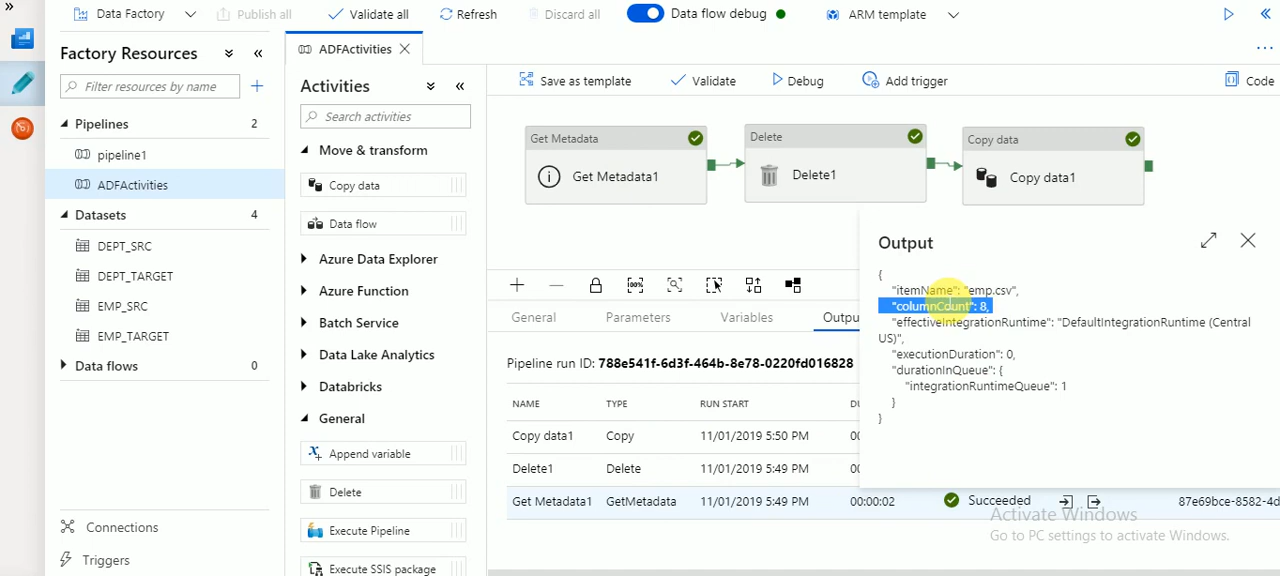 »
Data Factory
Publish all
Validate all
Refresh
Discard all
Data flow debug
ARM template
«
Factory Resources
«
Filter resources by name
+
Pipelines 2
pipeline1
ADFActivities
Datasets 4
DEPT_SRC
DEPT_TARGET
EMP_SRC
EMP_TARGET
Data flows 0
Connections
Triggers
ADFActivities
...
Activities
«
Search activities
Move & transform
Copy data
Data flow
Azure Data Explorer
Azure Function
Batch Service
Data Lake Analytics
Databricks
General
Append variable
Delete
Execute Pipeline
Execute SSIS package
Save as template
Validate
Debug
Add trigger
Code
Get Metadata
Get Metadata1
Delete
Delete1
Copy data
Copy data1
100%
General
Parameters
Variables
Outpu
Pipeline run ID: 788e541f-6d3f-464b-8e78-0220fd016828
NAME TYPE RUN START DU
Copy data1 Copy 11/01/2019 5:50 PM 00
Delete1 Delete 11/01/2019 5:49 PM 00
Get Metadata1 GetMetadata 11/01/2019 5:49 PM 00:00:02 Succeeded 87e69bce-8582-4d
Output
{
"itemName": "emp.csv",
"columnCount": 8,
"effectiveIntegrationRuntime": "DefaultIntegrationRuntime (Central
US)",
"executionDuration": 0,
"durationInQueue": {
"integrationRuntimeQueue": 1
}
}
Activate Windows
Go to PC settings to activate Windows.